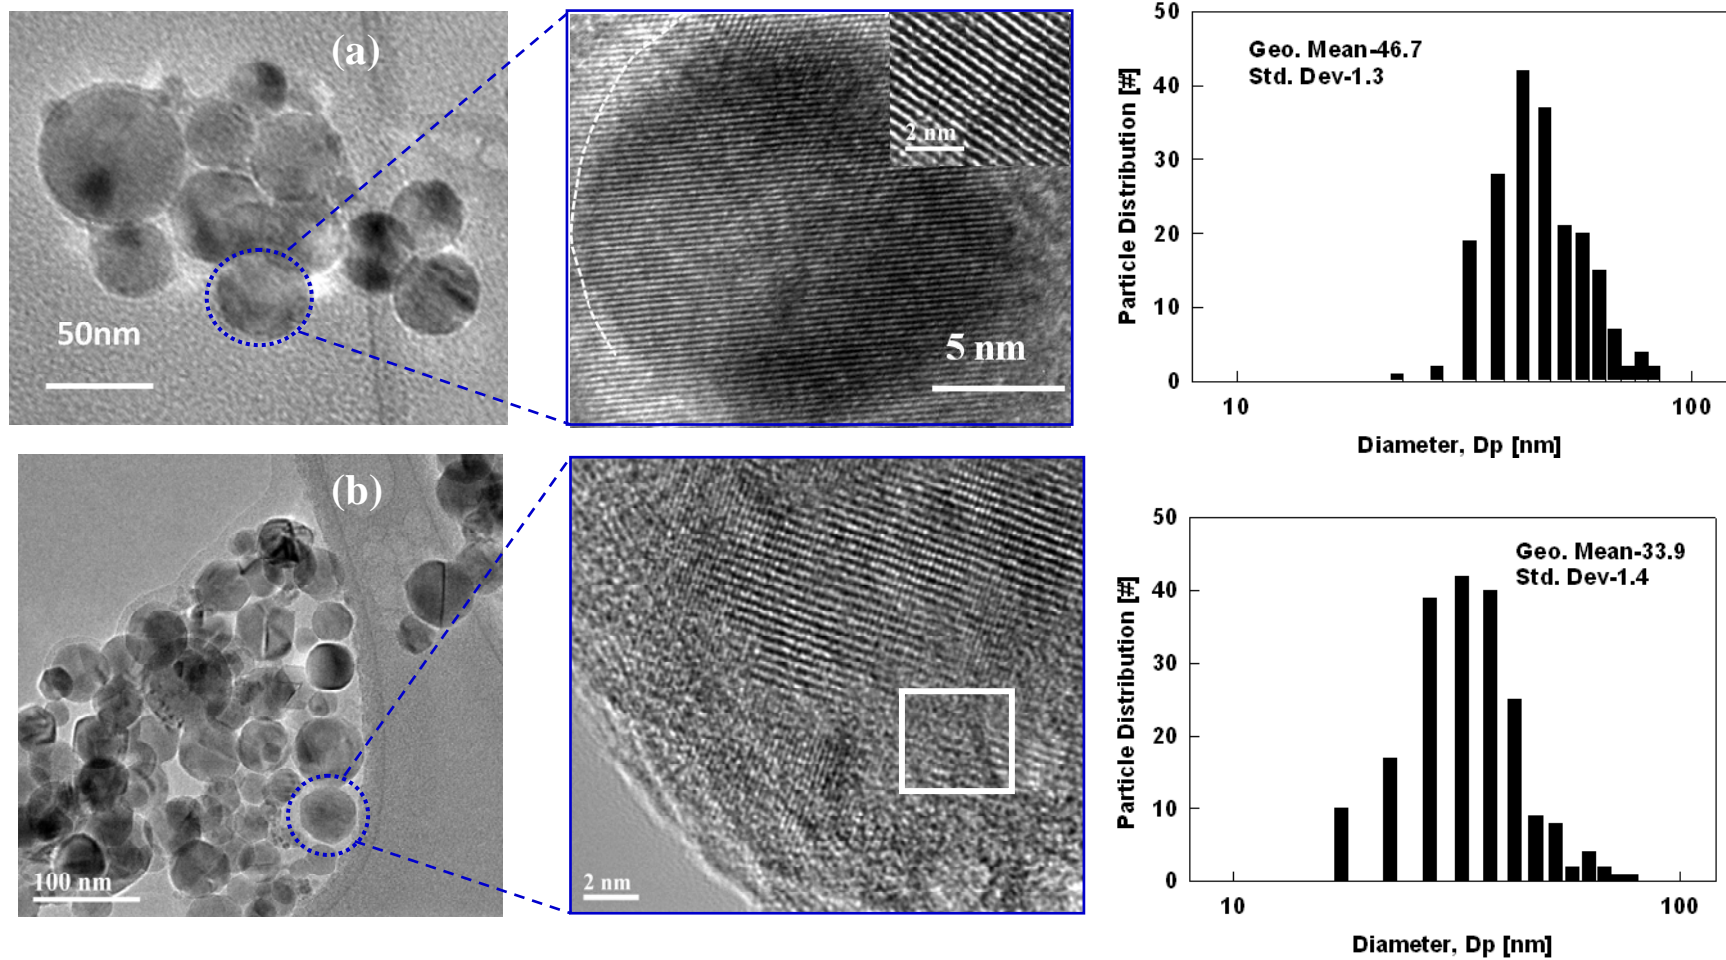 (a)
50nm
2 nm
5 nm
Geo. Mean-46.7
Std. Dev-1.3
Particle Distribution [#]
50
40
30
20
10
0
10
100
Diameter, Dp [nm]
(b)
100 nm
2 nm
Geo. Mean-33.9
Std. Dev-1.4
Particle Distribution [#]
50
40
30
20
10
0
10
100
Diameter, Dp [nm]